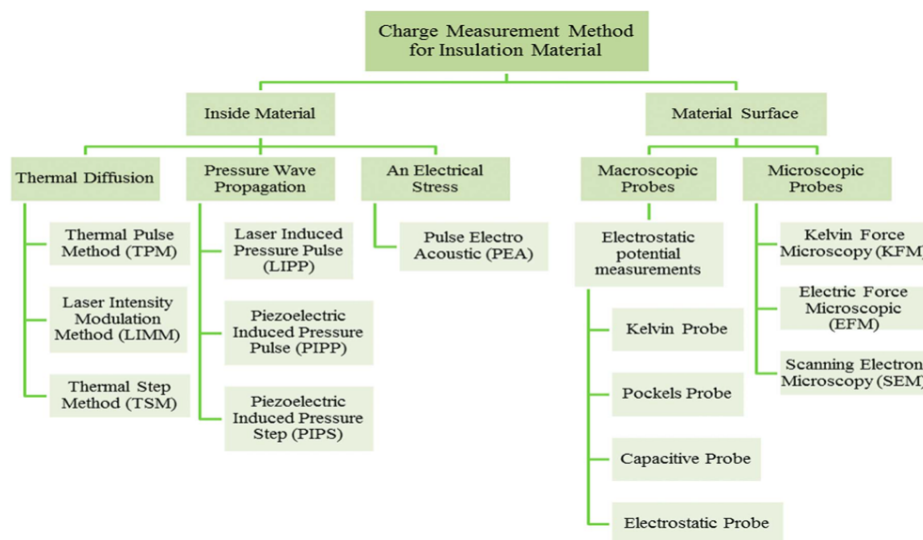 Charge Measurement Method
for Insulation Material
Inside Material
Material Surface
Thermal Diffusion
Pressure Wave
Propagation
An Electrical
Stress
Macroscopic
Probes
Microscopic
Probes
Thermal Pulse
Method (TPM)
Laser Intensity
Modulation
Method (LIMM)
Thermal Step
Method (TSM)
Laser Induced
Pressure Pulse
(LIPP)
Piezoelectric
Induced Pressure
Pulse (PIPP)
Piezoelectric
Induced Pressure
Step (PIPS)
Pulse Electro
Acoustic (PEA)
Electrostatic
potential
measurements
Kelvin Probe
Pockels Probe
Capacitive Probe
Electrostatic Probe
Kelvin Force
Microscopy (KFM)
Electric Force
Microscopic
(EFM)
Scanning Electron
Microscopy (SEM)